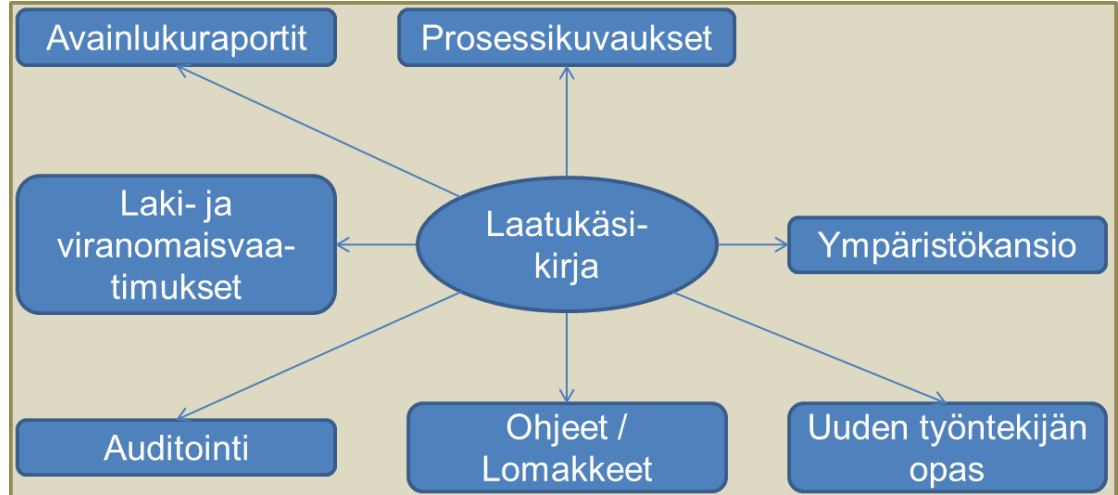 Avainlukuraportit
Prosessikuvaukset
Laki- ja
viranomaisvaa-
timukset
Laatukäsi-
kirja
Ympäristökansio
Auditointi
Ohjeet /
Lomakkeet
Uuden työntekijän
opas